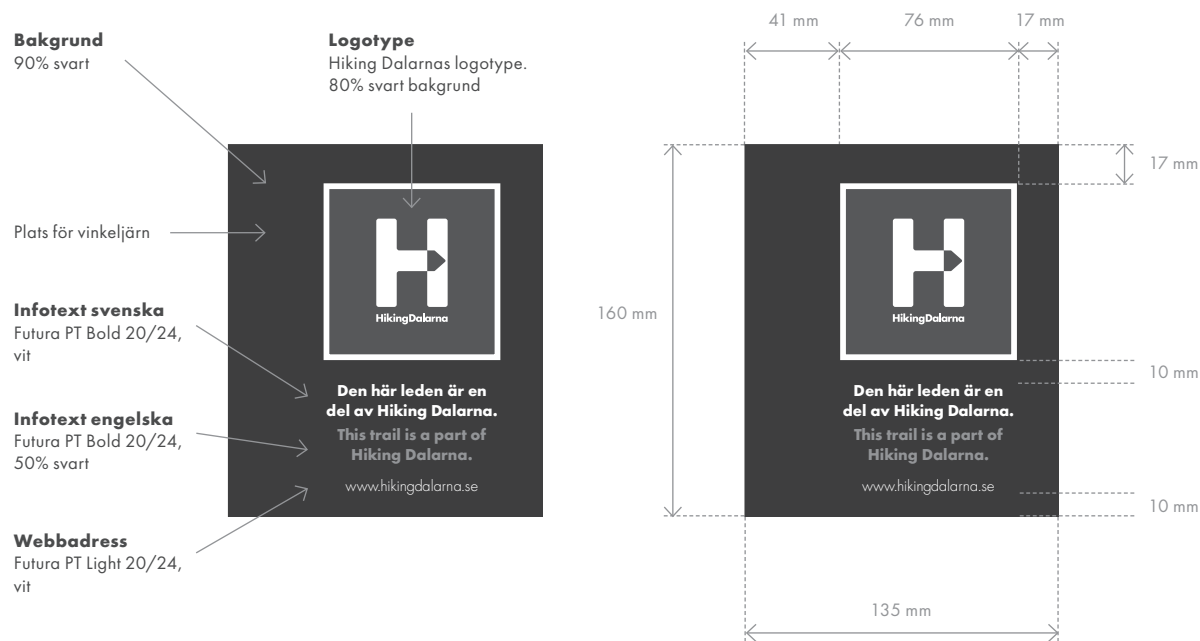 Bakgrund
90% svart
Logotype
Hiking Dalarnas logotype.
80% svart bakgrund
Plats för vinkeljärn
Infotext svenska
Futura PT Bold 20/24,
vit
Infotext engelska
Futura PT Bold 20/24,
50% svart
Webbadress
Futura PT Light 20/24,
vit
H
HikingDalarna
Den här leden är en
del av Hiking Dalarna.
This trail is a part of
Hiking Dalarna.
www.hikingdalarna.se
41 mm
76 mm
17 mm
17 mm
160 mm
H
HikingDalarna
10 mm
Den här leden är en
del av Hiking Dalarna.
This trail is a part of
Hiking Dalarna.
www.hikingdalarna.se
10 mm
135 mm